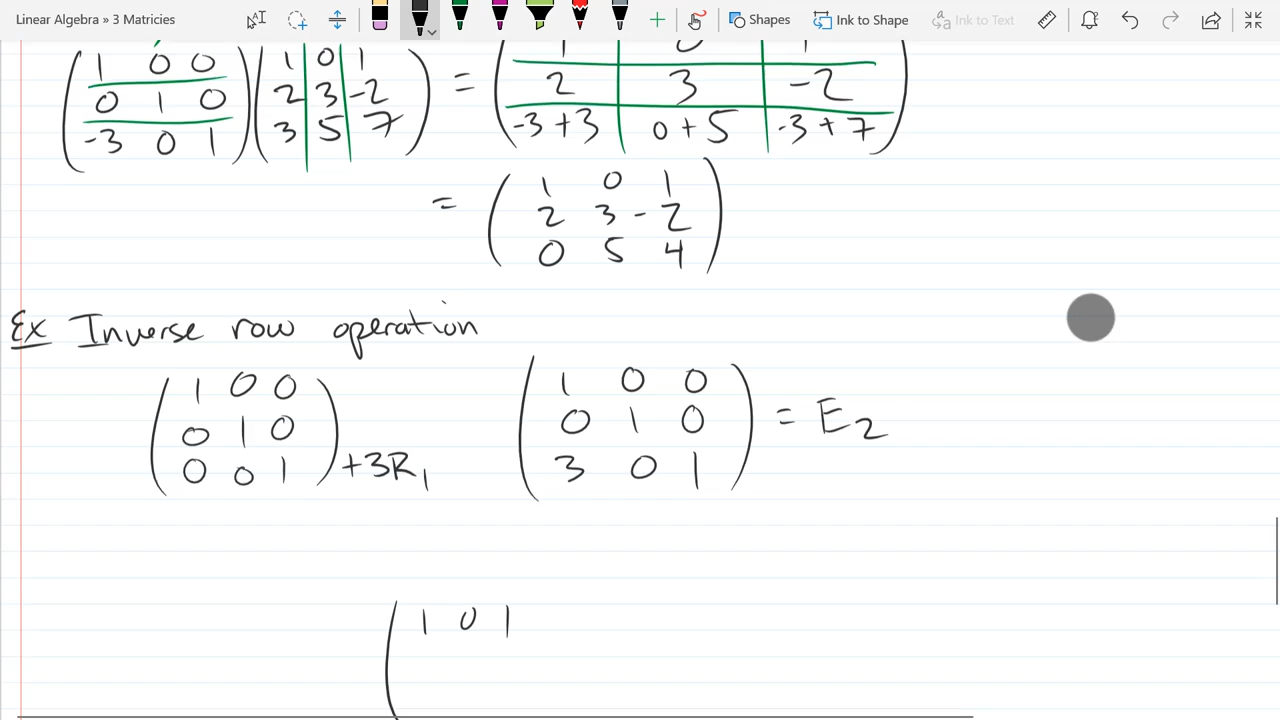 Linear Algebra » 3 Matricies
Shapes
Ink to Shape
Ink to Text
( 1 0 0 ) ( 1 0 1 ) = ( 1 0 1 )
( 0 1 0 ) ( 2 3 -2 ) ( 2 3 -2 )
( -3 0 1 ) ( 3 5 7 ) ( -3 + 3 0 + 5 -3 + 7 )
= ( 1 0 1 )
( 2 3 -2 )
( 0 5 4 )
Ex Inverse row operation
( 1 0 0 ) ( 1 0 0 )
( 0 1 0 ) ( 0 1 0 ) = E2
( 0 0 1 ) +3R1 ( 3 0 1 )
( 1 0 1